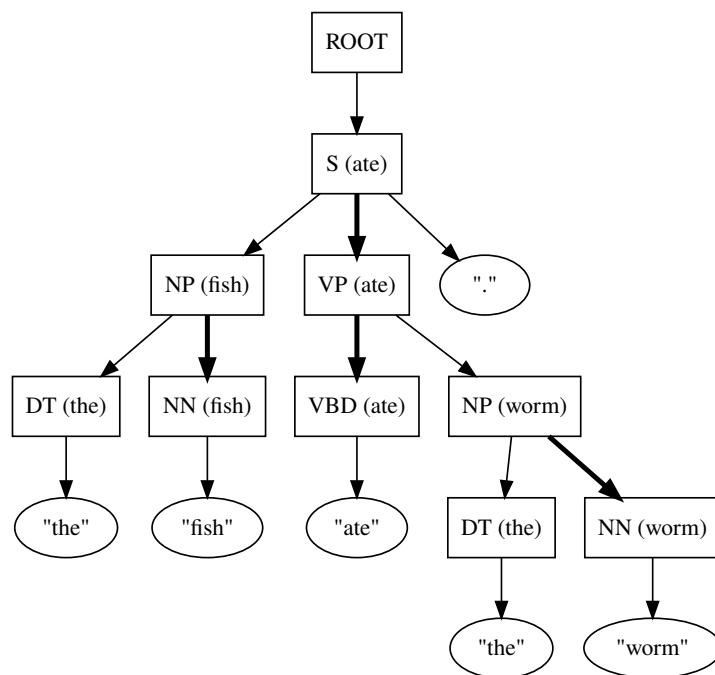 ROOT
S (ate)
NP (fish) VP (ate) "."
DT (the) NN (fish) VBD (ate) NP (worm)
"the" "fish" "ate" DT (the) NN (worm)
"the" "worm"